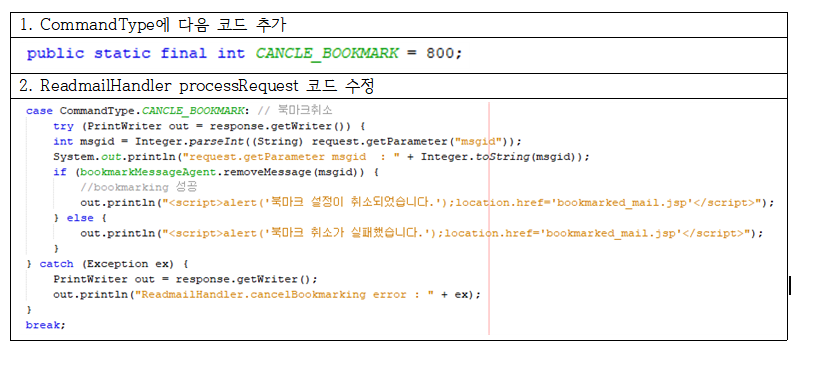 1. CommandType에 다음 코드 추가
public static final int CANCLE_BOOKMARK = 800;
2. ReadmailHandler processRequest 코드 수정
case CommandType.CANCLE_BOOKMARK: // 북마크취소
try (PrintWriter out = response.getWriter()) {
int msgid = Integer.parseInt((String) request.getParameter("msgid"));
System.out.println("request.getParameter msgid  : " + Integer.toString(msgid));
if (bookmarkMessageAgent.removeMessage(msgid)) {
//bookmarking 성공
out.println("<script>alert('북마크 설정이 취소되었습니다.');location.href='bookmarked_mail.jsp'</script>");
} else {
out.println("<script>alert('북마크 취소가 실패했습니다.');location.href='bookmarked_mail.jsp'</script>");
}
} catch (Exception ex) {
PrintWriter out = response.getWriter();
out.println("ReadmailHandler.cancelBookmarking error : " + ex);
}
break;